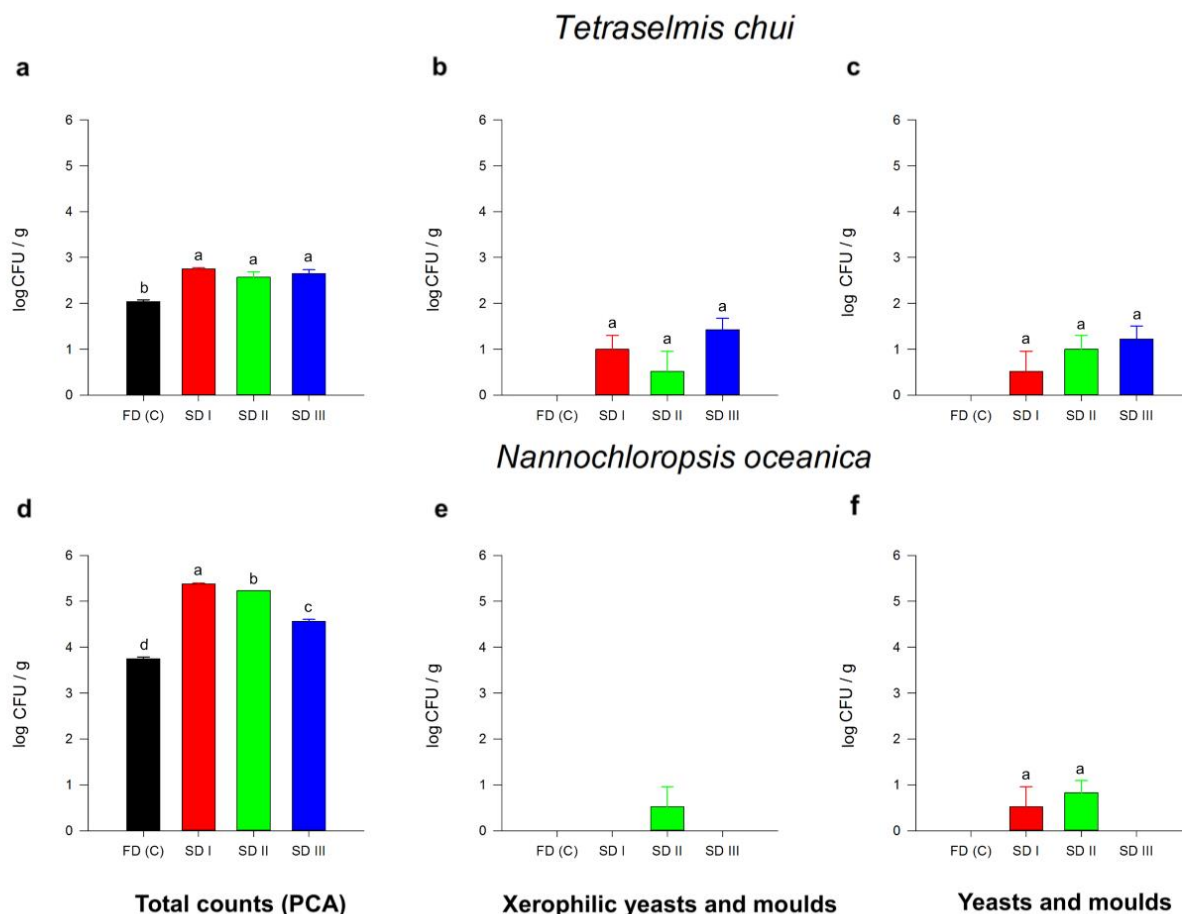 Tetraselmis chui
a
b
c
6
5
4
3
2
1
0
log CFU / g
b
a
a
a
FD (C) SD I SD II SD III
6
5
4
3
2
1
0
log CFU / g
a
a
a
FD (C) SD I SD II SD III
6
5
4
3
2
1
0
log CFU / g
a
a
a
FD (C) SD I SD II SD III
Nannochloropsis oceanica
d
e
f
6
5
4
3
2
1
0
log CFU / g
d
a
b
c
FD (C) SD I SD II SD III
6
5
4
3
2
1
0
log CFU / g
FD (C) SD I SD II SD III
6
5
4
3
2
1
0
log CFU / g
a
a
FD (C) SD I SD II SD III
Total counts (PCA)
Xerophilic yeasts and moulds
Yeasts and moulds